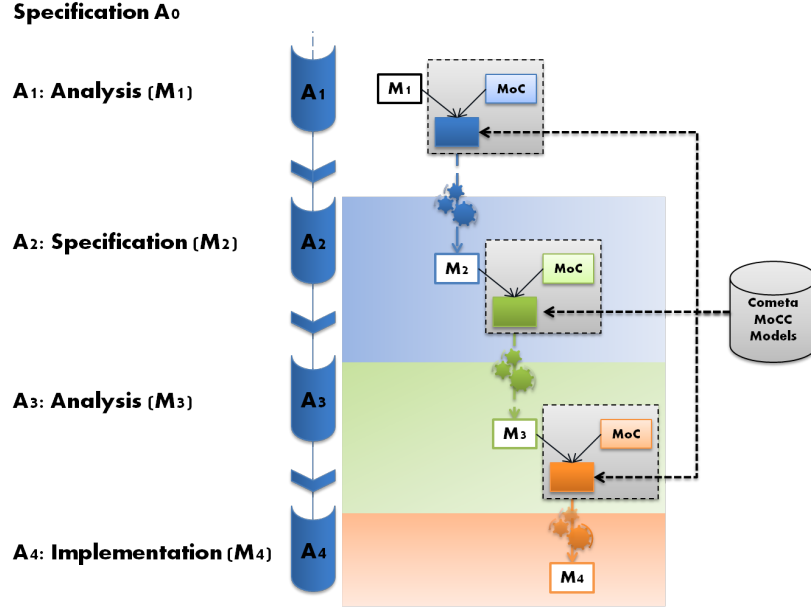 Specification A0
A1: Analysis (M1)
A1
M1
MoC
A2: Specification (M2)
A2
M2
MoC
Cometa
MoCC
Models
A3: Analysis (M3)
A3
M3
MoC
A4: Implementation (M4)
A4
M4